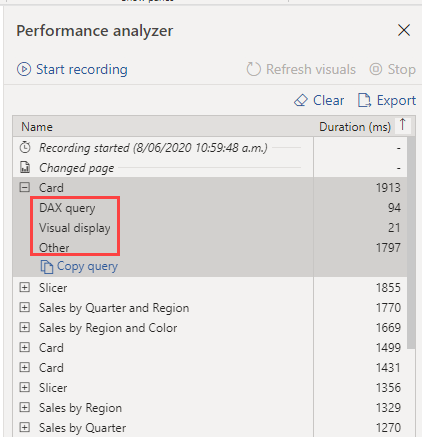 Performance analyzer
Start recording Refresh visuals Stop
Clear Export
Name Duration (ms)
Recording started (8/06/2020 10:59:48 a.m.) -
Changed page -
Card 1913
DAX query 94
Visual display 21
Other 1797
Copy query
Slicer 1855
Sales by Quarter and Region 1770
Sales by Region and Color 1669
Card 1499
Card 1431
Slicer 1356
Sales by Region 1329
Sales by Quarter 1270